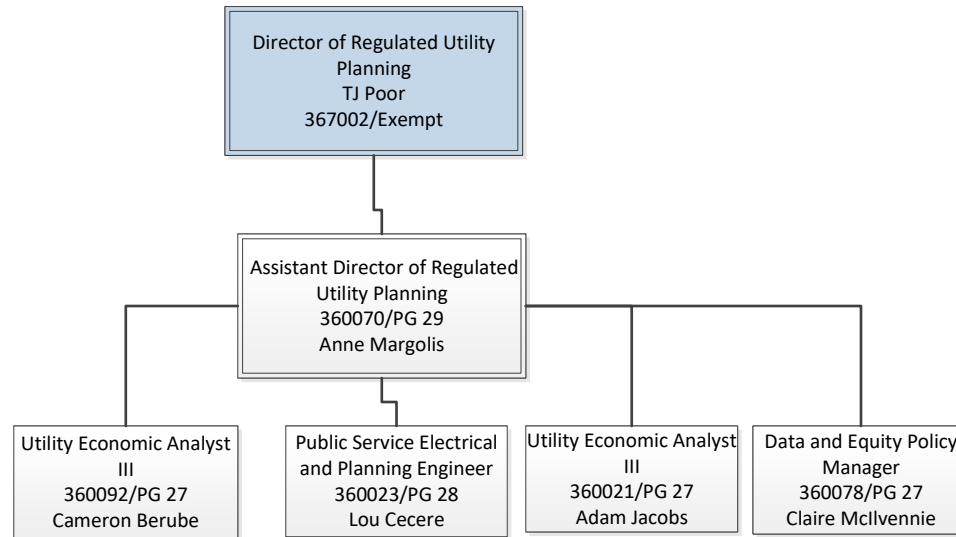 Director of Regulated Utility
Planning
TJ Poor
367002/Exempt
Assistant Director of Regulated
Utility Planning
360070/PG 29
Anne Margolis
Utility Economic Analyst
III
360092/PG 27
Cameron Berube
Public Service Electrical
and Planning Engineer
360023/PG 28
Lou Cecere
Utility Economic Analyst
III
360021/PG 27
Adam Jacobs
Data and Equity Policy
Manager
360078/PG 27
Claire McIlvennie